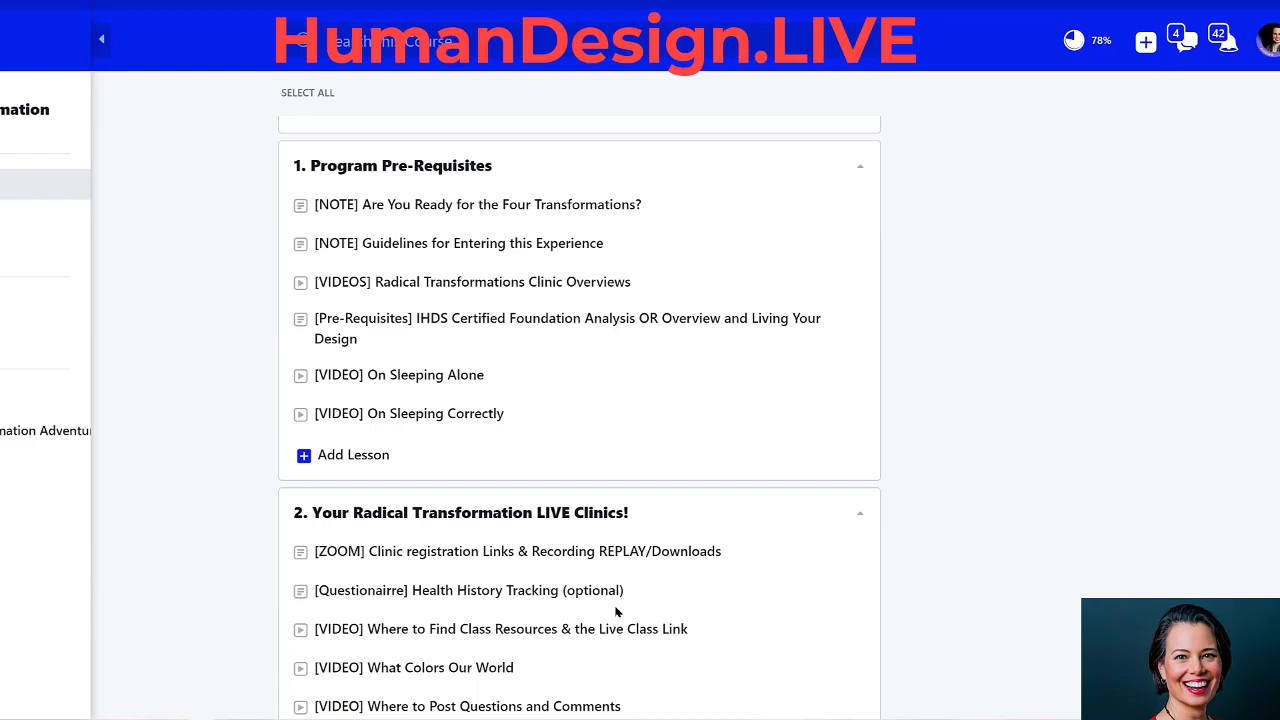 HumanDesign.LIVE
4
42
78%
SELECT ALL
mation
1. Program Pre-Requisites
[NOTE] Are You Ready for the Four Transformations?
[NOTE] Guidelines for Entering this Experience
[VIDEOS] Radical Transformations Clinic Overviews
[Pre-Requisites] IHDS Certified Foundation Analysis OR Overview and Living Your
Design
[VIDEO] On Sleeping Alone
[VIDEO] On Sleeping Correctly
mation Adventu
Add Lesson
2. Your Radical Transformation LIVE Clinics!
[ZOOM] Clinic registration Links & Recording REPLAY/Downloads
[Questionairre] Health History Tracking (optional)
[VIDEO] Where to Find Class Resources & the Live Class Link
[VIDEO] What Colors Our World
[VIDEO] Where to Post Questions and Comments